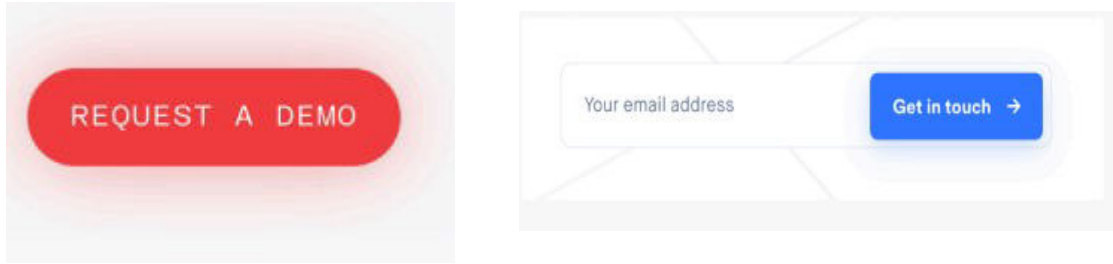 REQUEST A DEMO
Your email address
Get in touch →